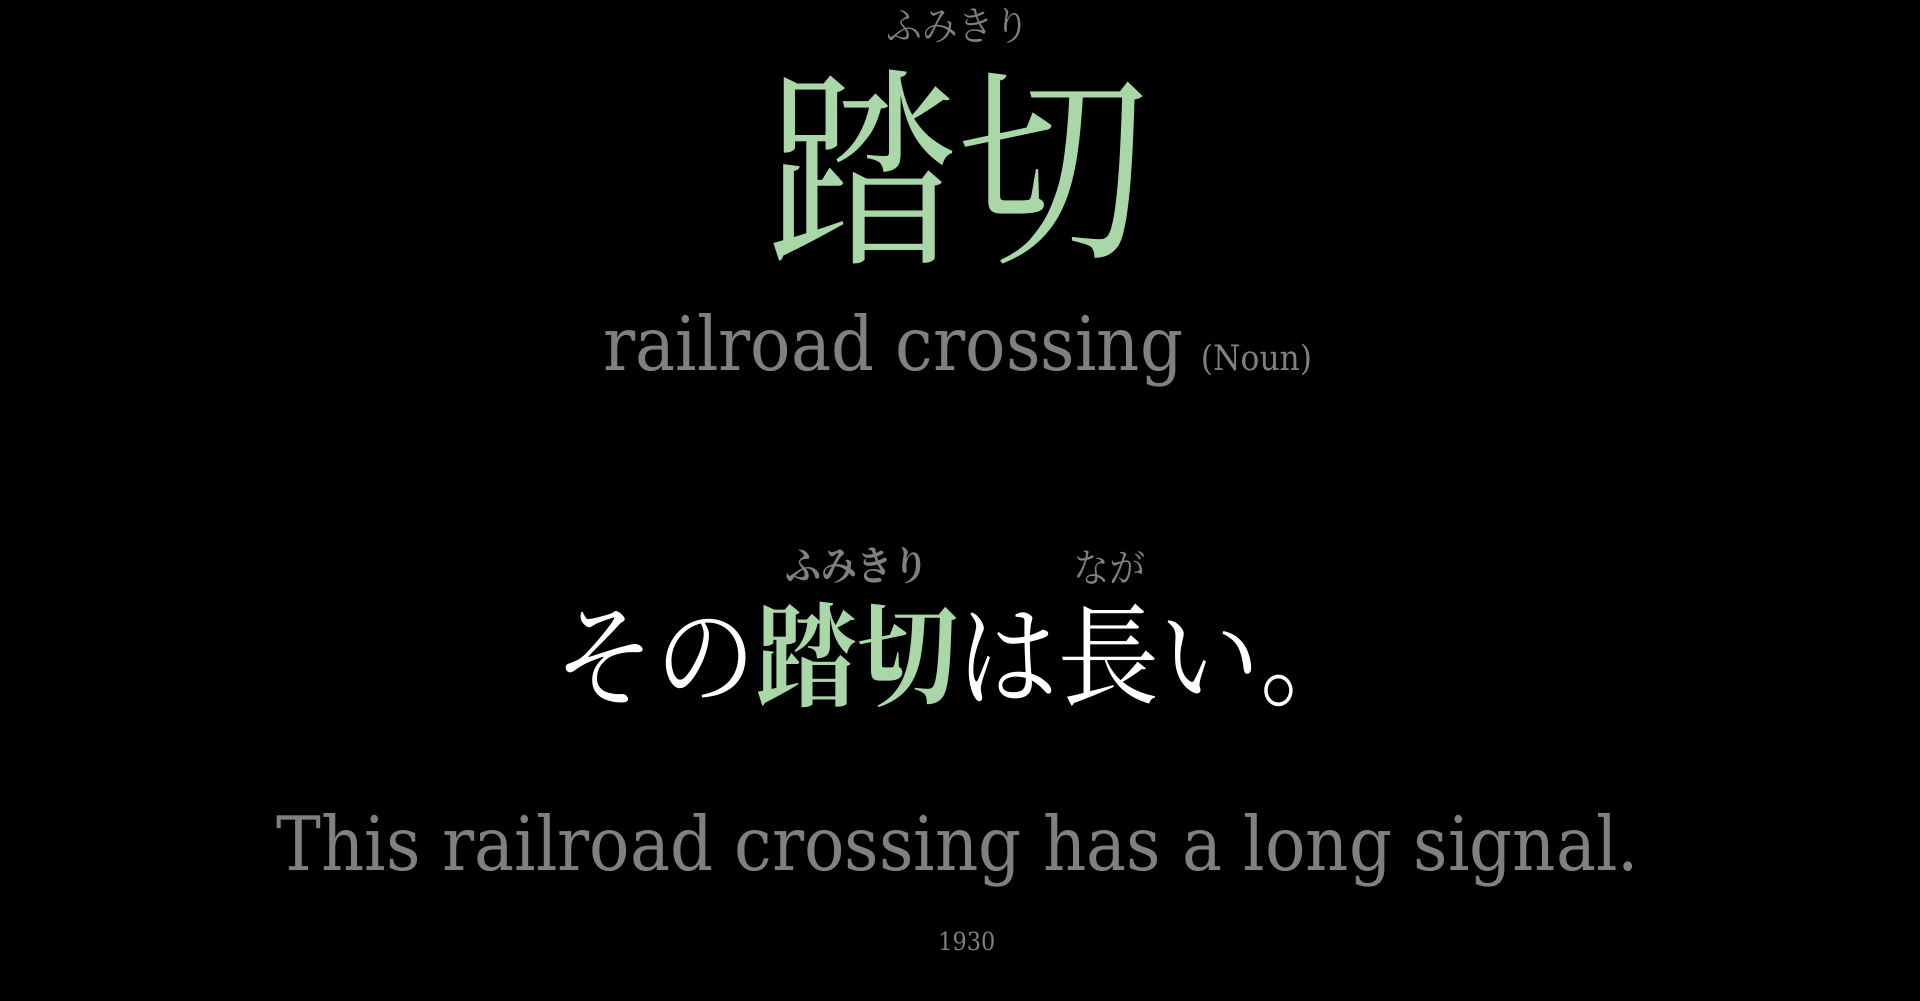 ふみきり
踏切
railroad crossing (Noun)
ふみきり なが
その踏切は長い。
This railroad crossing has a long signal.
1930